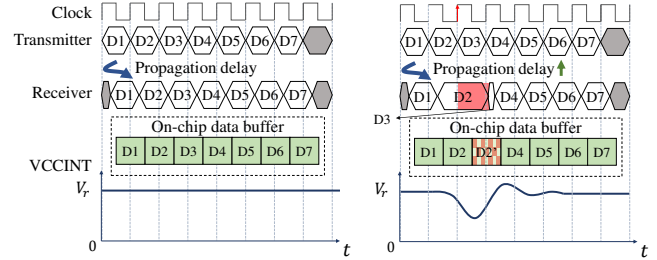 Clock
Transmitter D1 D2 D3 D4 D5 D6 D7
Propagation delay
Receiver D1 D2 D3 D4 D5 D6 D7
On-chip data buffer
D1 D2 D3 D4 D5 D6 D7
VCCINT
Vr
0
t
D1 D2 D3 D4 D5 D6 D7
Propagation delay
D1 D2 D4 D5 D6 D7
D3
On-chip data buffer
D1 D2 D2' D4 D5 D6 D7
Vr
0
t